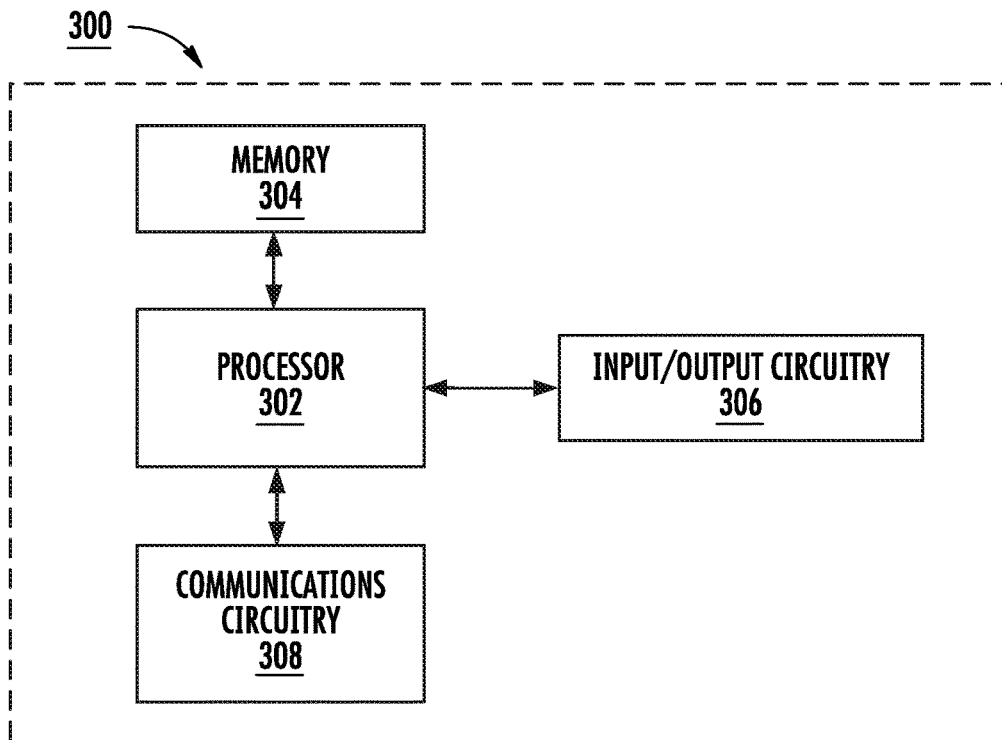 300
MEMORY
304
PROCESSOR
302
INPUT/OUTPUT CIRCUITRY
306
COMMUNICATIONS
CIRCUITRY
308